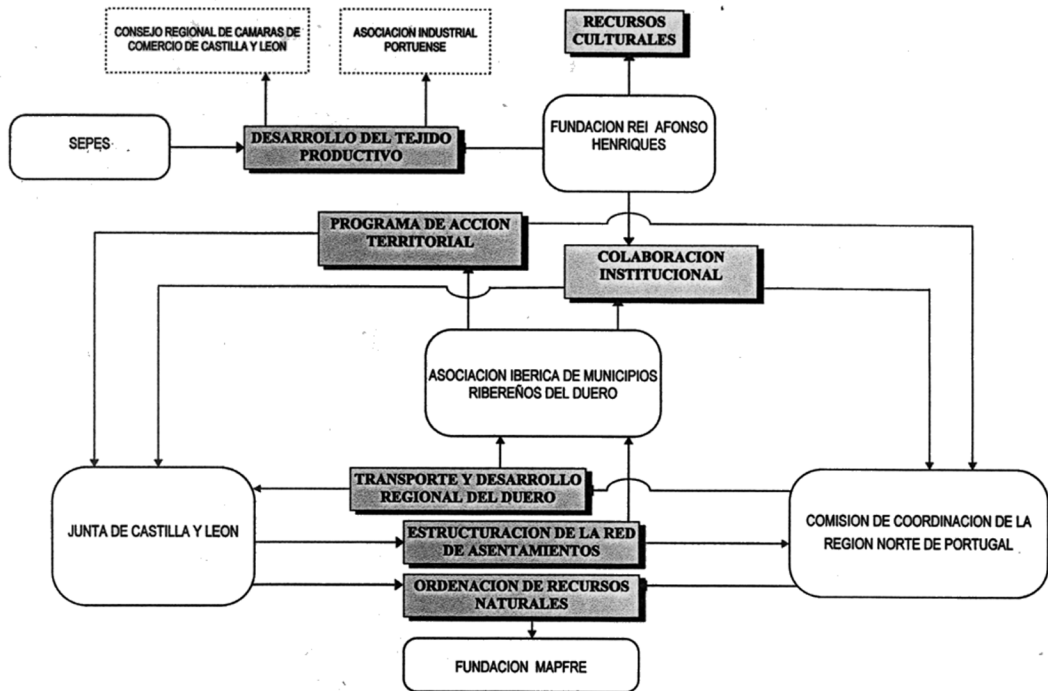 CONSEJO REGIONAL DE CAMARAS DE
COMERCIO DE CASTILLA Y LEON
ASOCIACION INDUSTRIAL
PORTUENSE
RECURSOS
CULTURALES
SEPES
DESARROLLO DEL TEJIDO
PRODUCTIVO
FUNDACION REI AFONSO
HENRIQUES
PROGRAMA DE ACCION
TERRITORIAL
COLABORACION
INSTITUCIONAL
ASOCIACION IBERICA DE MUNICIPIOS
RIBEREÑOS DEL DUERO
TRANSPORTE Y DESARROLLO
REGIONAL DEL DUERO
JUNTA DE CASTILLA Y LEON
ESTRUCTURACION DE LA RED
DE ASENTAMIENTOS
COMISION DE COORDINACION DE LA
REGION NORTE DE PORTUGAL
ORDENACION DE RECURSOS
NATURALES
FUNDACION MAPFRE